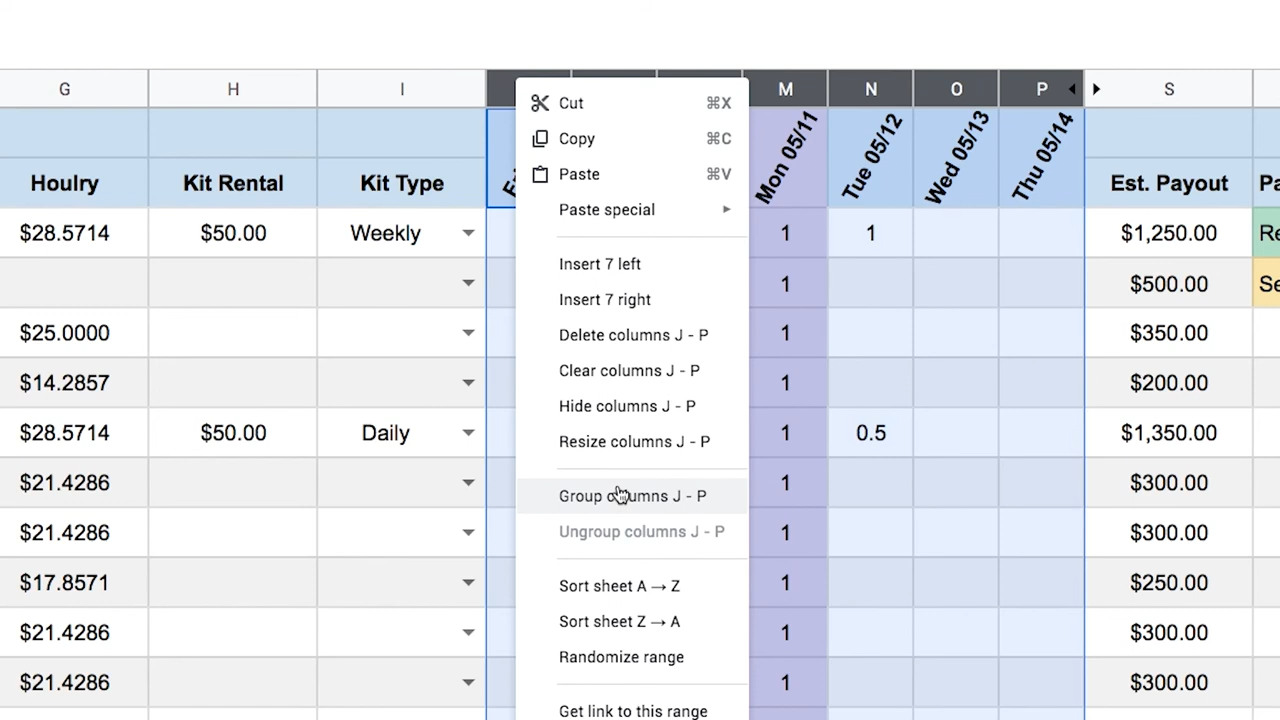 G H I M N O P S
Cut ⌘X
Copy ⌘C
Paste ⌘V
Paste special
Insert 7 left
Insert 7 right
Delete columns J - P
Clear columns J - P
Hide columns J - P
Resize columns J - P
Group columns J - P
Ungroup columns J - P
Sort sheet A → Z
Sort sheet Z → A
Randomize range
Get link to this range
Mon 05/11 Tue 05/12 Wed 05/13 Thu 05/14
Houlry Kit Rental Kit Type Est. Payout
$28.5714 $50.00 Weekly 1 1 $1,250.00
1 $500.00
$25.0000 1 $350.00
$14.2857 1 $200.00
$28.5714 $50.00 Daily 1 0.5 $1,350.00
$21.4286 1 $300.00
$21.4286 1 $300.00
$17.8571 1 $250.00
$21.4286 1 $300.00
$21.4286 1 $300.00